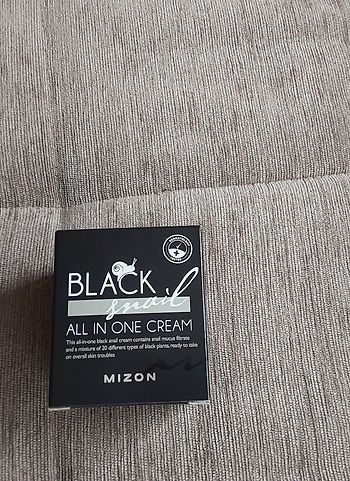 BLACK
snail
ALL IN ONE CREAM
This all-in-one black snail cream contains snail mucus filtrate
and a mixture of 20 different types of black plants, ready to take
on overall skin troubles
MIZON